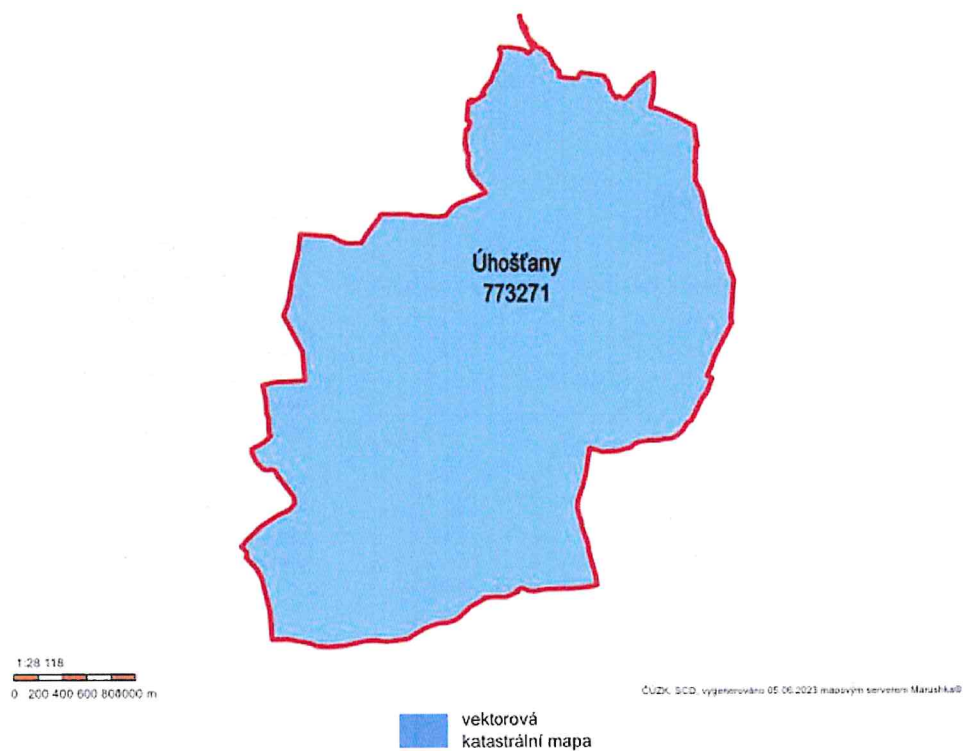 Úhošťany
773271
1:28 118
0 200 400 600 800 1000 m
ČÚZK, SCD, vygenerováno 05.06.2023 mapovým serverem Marushka®
vektorová
katastrální mapa